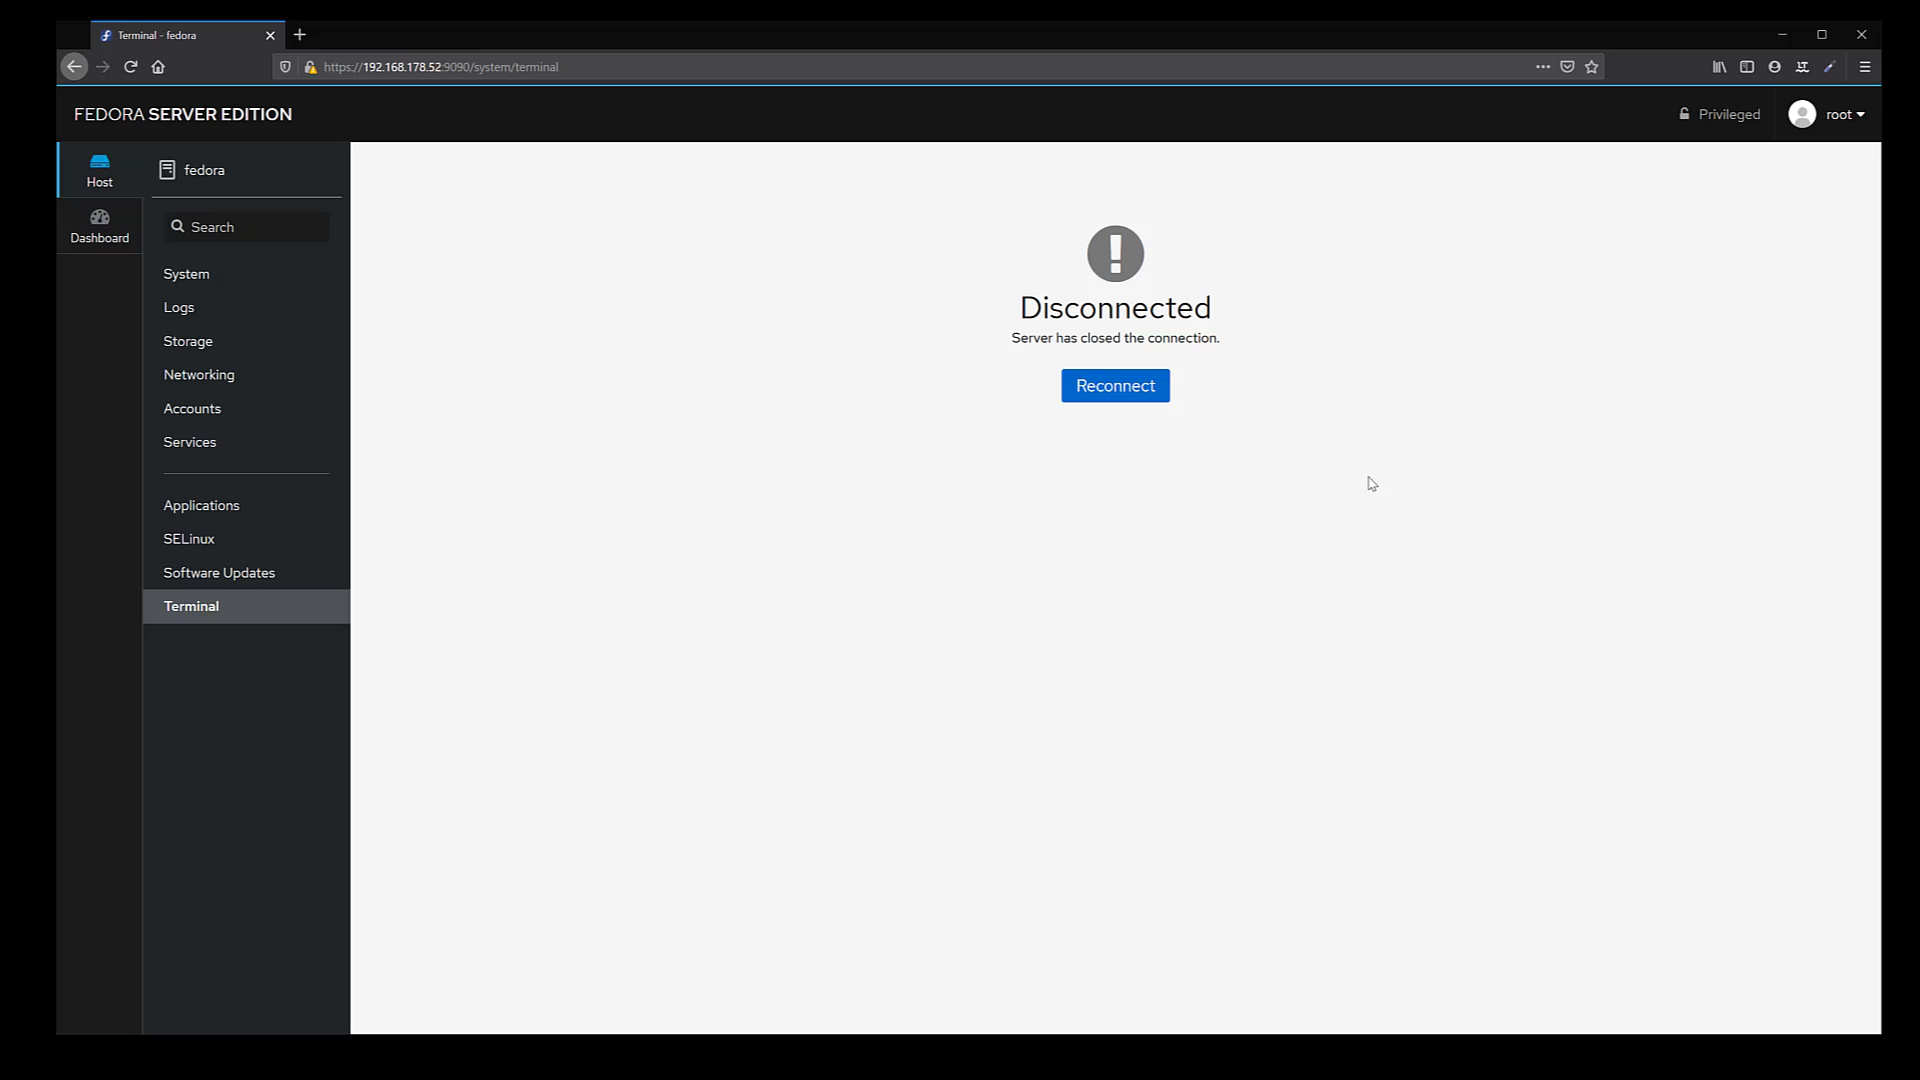 Terminal - fedora
https://192.168.178.52:9090/system/terminal
FEDORA SERVER EDITION
Privileged
root
Host
fedora
Dashboard
Search
System
Logs
Storage
Networking
Accounts
Services
Applications
SELinux
Software Updates
Terminal
Disconnected
Server has closed the connection.
Reconnect